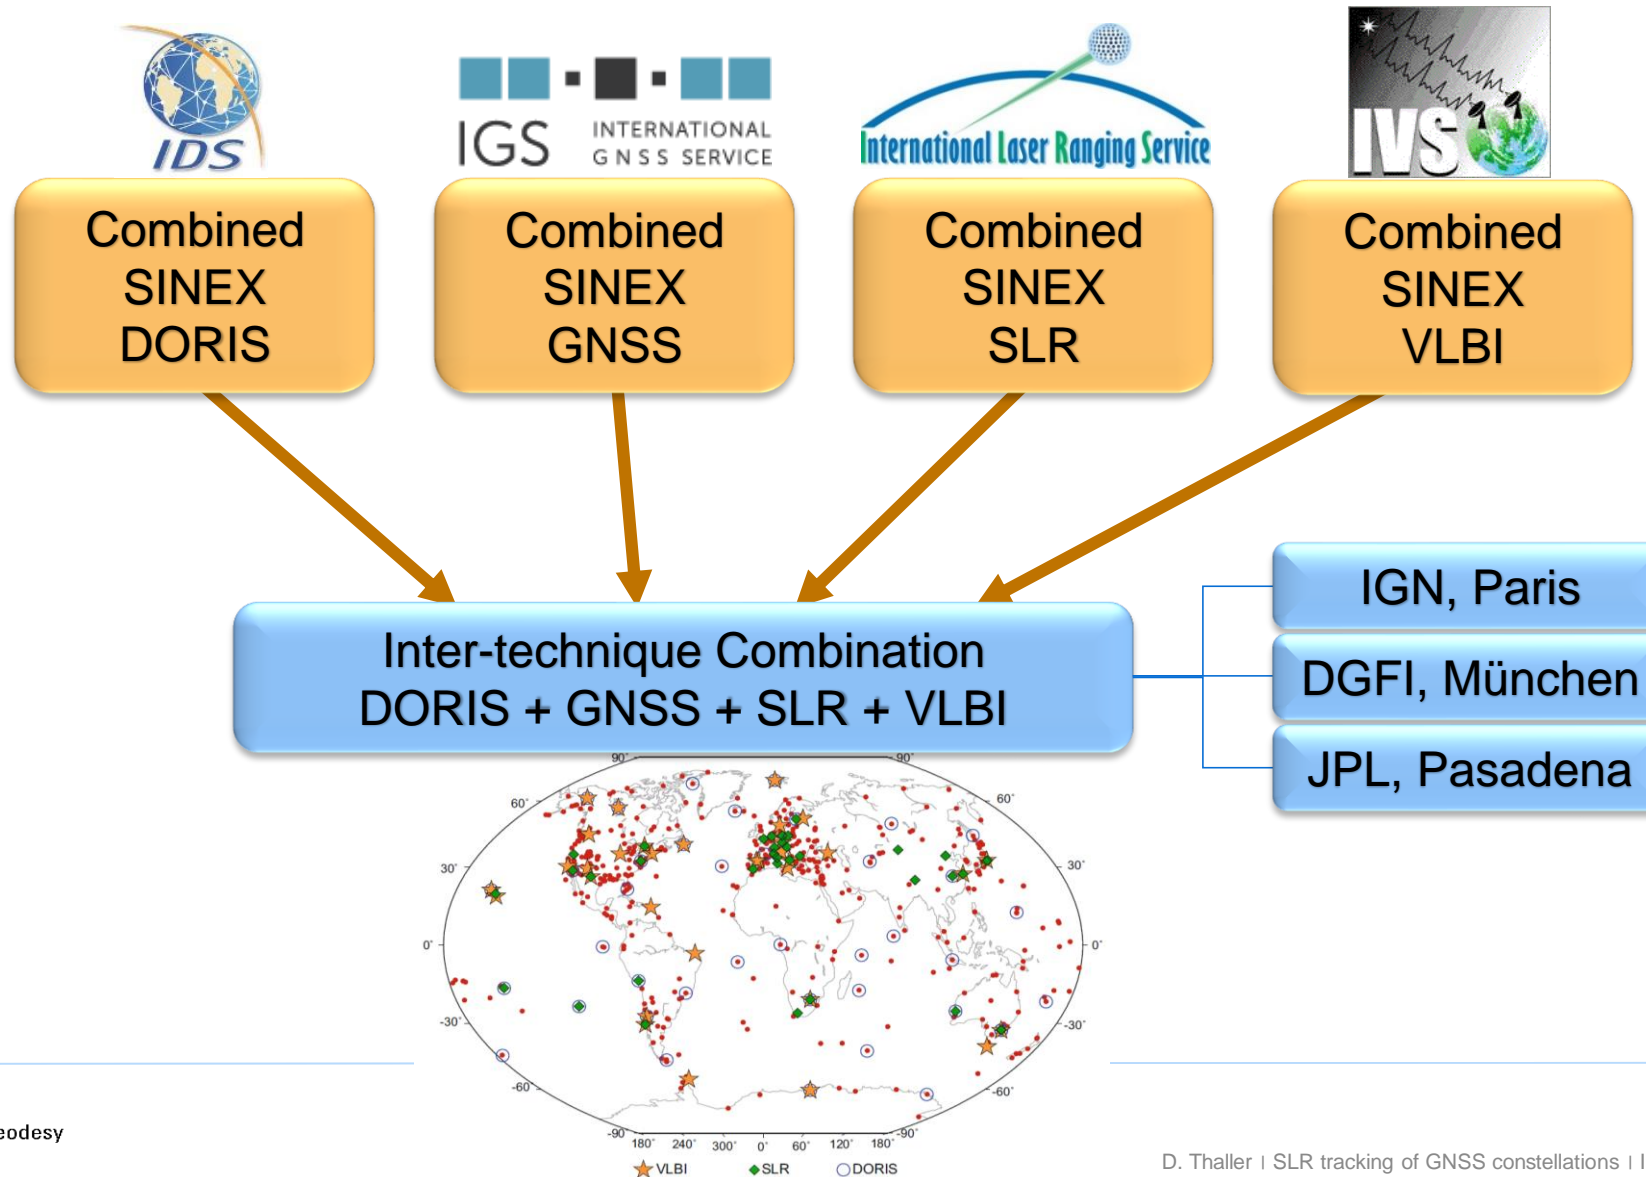 IDS
IGS INTERNATIONAL
GNSS SERVICE
International Laser Ranging Service
IVS
Combined
SINEX
DORIS
Combined
SINEX
GNSS
Combined
SINEX
SLR
Combined
SINEX
VLBI
Inter-technique Combination
DORIS + GNSS + SLR + VLBI
IGN, Paris
DGFI, München
JPL, Pasadena
90° 90°
60° 60°
30° 30°
0° 0°
-30° -30°
-60° -60°
-90° -90°
180° 240° 300° 0° 60° 120° 180°
VLBI SLR DORIS
eodesy
D. Thaller | SLR tracking of GNSS constellations | I